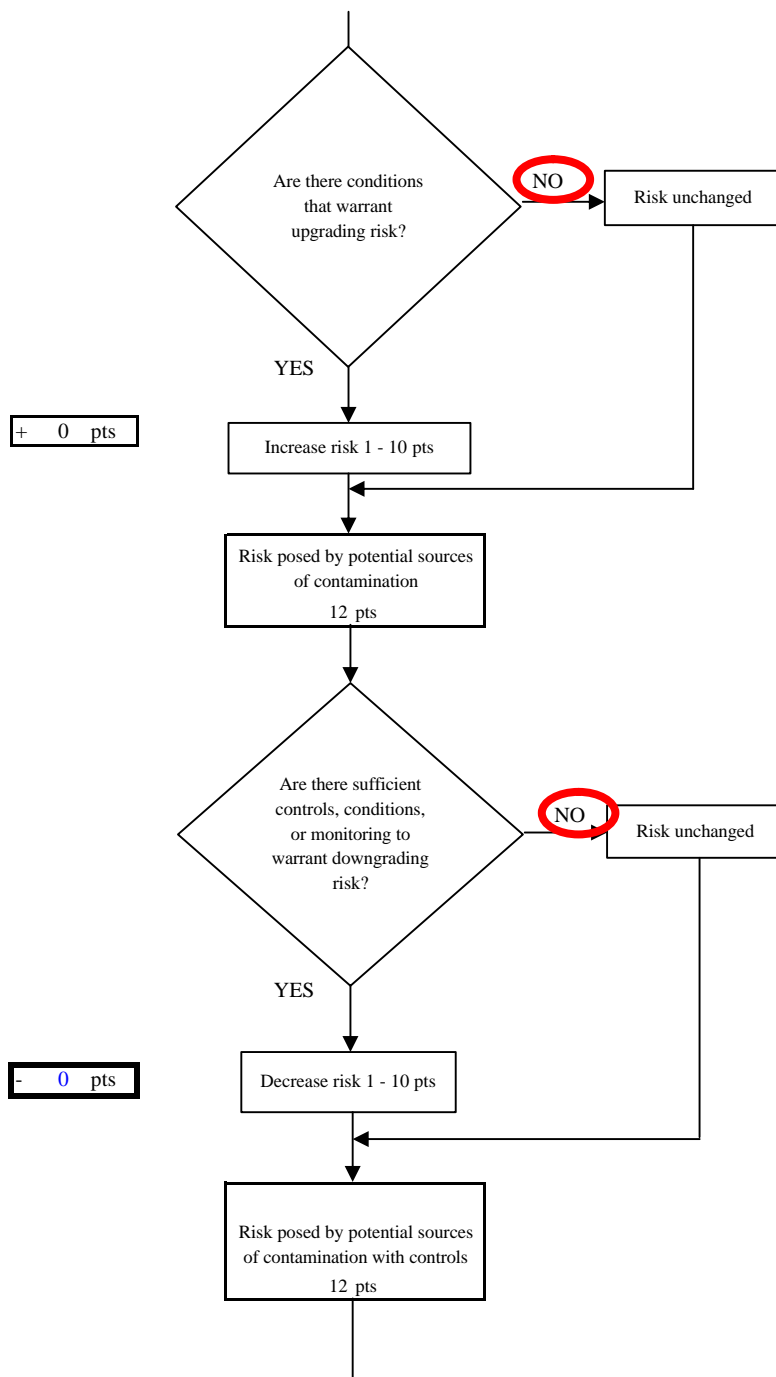 Are there conditions
that warrant
upgrading risk?
NO
Risk unchanged
YES
+ 0 pts
Increase risk 1 - 10 pts
Risk posed by potential sources
of contamination
12 pts
Are there sufficient
controls, conditions,
or monitoring to
warrant downgrading
risk?
NO
Risk unchanged
YES
- 0 pts
Decrease risk 1 - 10 pts
Risk posed by potential sources
of contamination with controls
12 pts